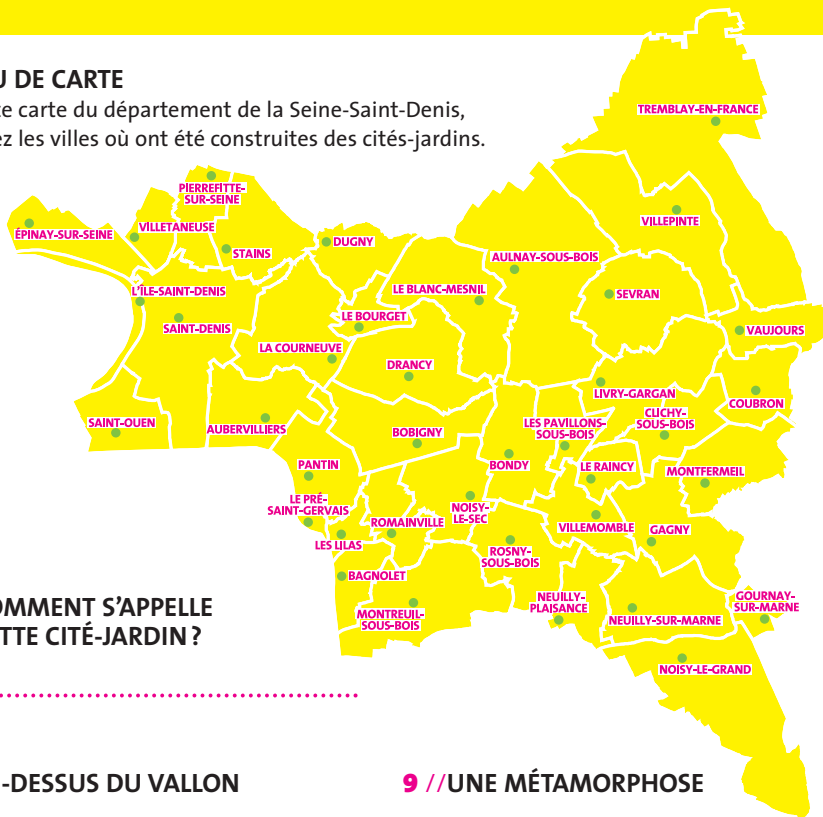 U DE CARTE
te carte du département de la Seine-Saint-Denis,
ez les villes où ont été construites des cités-jardins.
TREMBLAY-EN-FRANCE
PIERREFITTE-
SUR-SEINE
VILLEPINTE
ÉPINAY-SUR-SEINE
VILLETANEUSE
STAINS
DUGNY
AULNAY-SOUS-BOIS
L'ÎLE-SAINT-DENIS
LE BLANC-MESNIL
SEVRAN
SAINT-DENIS
LE BOURGET
VAUJOURS
LA COURNEUVE
DRANCY
LIVRY-GARGAN
COUBRON
SAINT-OUEN
AUBERVILLIERS
BOBIGNY
LES PAVILLONS-
SOUS-BOIS
CLICHY-
SOUS-BOIS
PANTIN
BONDY
LE RAINCY
MONTFERMEIL
LE PRÉ-
SAINT-GERVAIS
ROMAINVILLE
NOISY-
LE-SEC
VILLEMOMBLE
GAGNY
LES LILAS
ROSNY-
SOUS-BOIS
BAGNOLET
MONTREUIL-
SOUS-BOIS
NEUILLY-
PLAISANCE
NEUILLY-SUR-MARNE
GOURNAY-
SUR-MARNE
NOISY-LE-GRAND
OMMENT S'APPELLE
TTE CITÉ-JARDIN ?
-DESSUS DU VALLON
9 //UNE MÉTAMORPHOSE